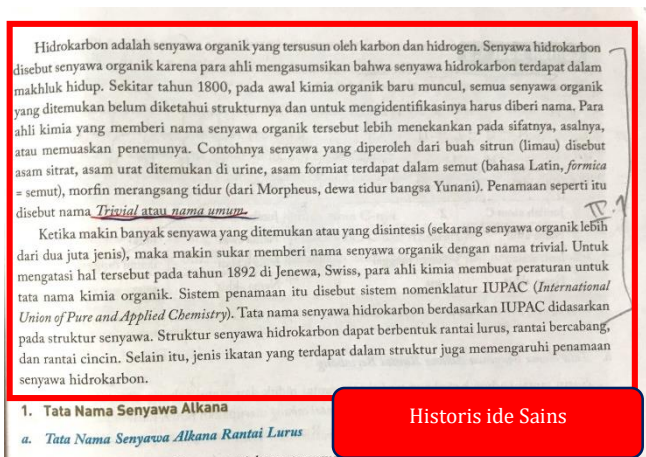 Hidrokarbon adalah senyawa organik yang tersusun oleh karbon dan hidrogen. Senyawa hidrokarbon
disebut senyawa organik karena para ahli mengasumsikan bahwa senyawa hidrokarbon terdapat dalam
makhluk hidup. Sekitar tahun 1800, pada awal kimia organik baru muncul, semua senyawa organik
yang ditemukan belum diketahui strukturnya dan untuk mengidentifikasinya harus diberi nama. Para
ahli kimia yang memberi nama senyawa organik tersebut lebih menekankan pada sifatnya, asalnya,
atau memuaskan penemunya. Contohnya senyawa yang diperoleh dari buah sitrun (limau) disebut
asam sitrat, asam urat ditemukan di urine, asam formiat terdapat dalam semut (bahasa Latin, formica
= semut), morfin merangsang tidur (dari Morpheus, dewa tidur bangsa Yunani). Penamaan seperti itu
disebut nama Trivial atau nama umum.
Ketika makin banyak senyawa yang ditemukan atau yang disintesis (sekarang senyawa organik lebih
dari dua juta jenis), maka makin sukar memberi nama senyawa organik dengan nama trivial. Untuk
mengatasi hal tersebut pada tahun 1892 di Jenewa, Swiss, para ahli kimia membuat peraturan untuk
tata nama kimia organik. Sistem penamaan itu disebut sistem nomenklatur IUPAC (International
Union of Pure and Applied Chemistry). Tata nama senyawa hidrokarbon berdasarkan IUPAC didasarkan
pada struktur senyawa. Struktur senyawa hidrokarbon dapat berbentuk rantai lurus, rantai bercabang,
dan rantai cincin. Selain itu, jenis ikatan yang terdapat dalam struktur juga memengaruhi penamaan
senyawa hidrokarbon.
1. Tata Nama Senyawa Alkana
a. Tata Nama Senyawa Alkana Rantai Lurus
Historis ide Sains